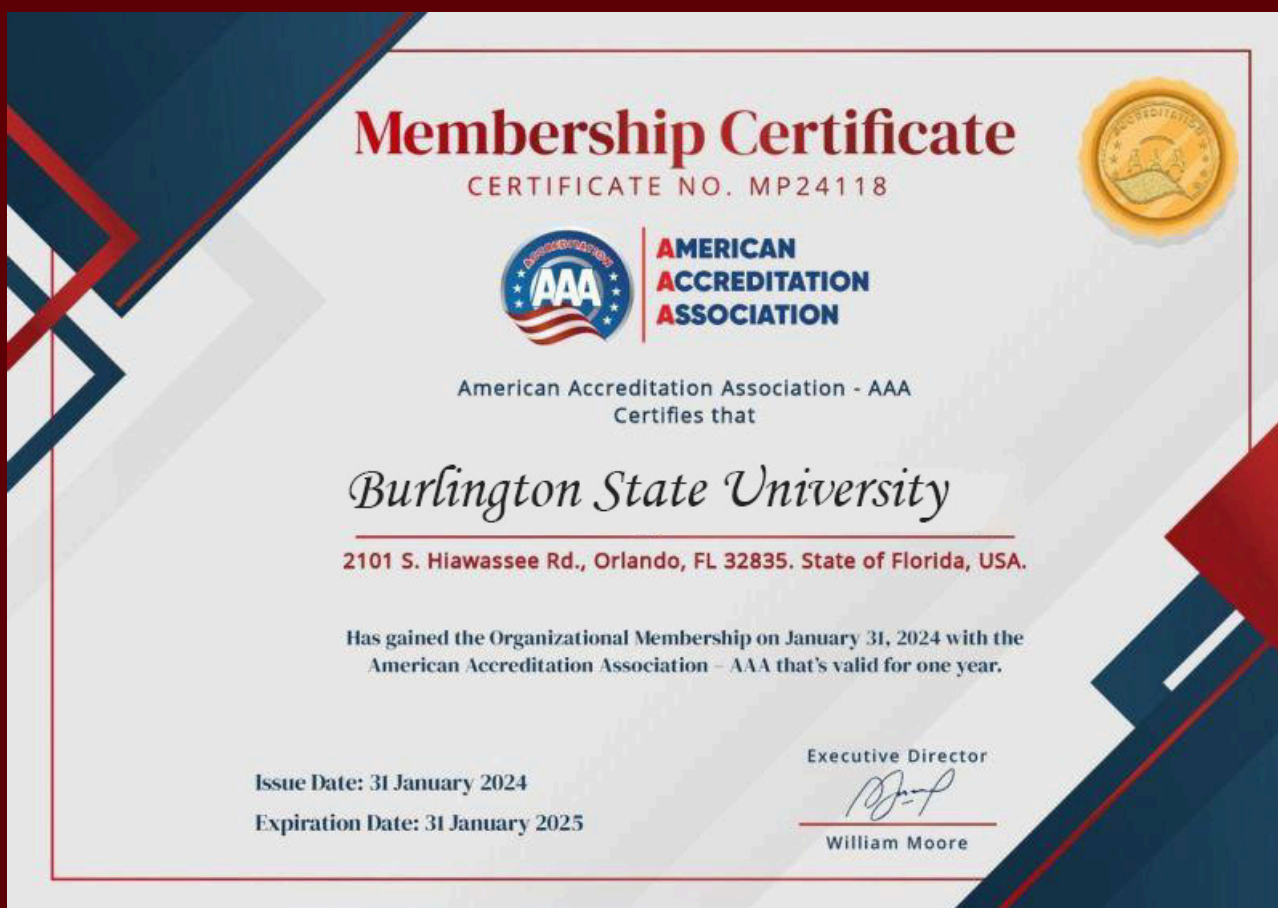 Membership Certificate
CERTIFICATE NO. MP24118
ACCREDITATION
ACCREDITATION
AAA
AMERICAN
ACCREDITATION
ASSOCIATION
American Accreditation Association - AAA
Certifies that
Burlington State University
2101 S. Hiawassee Rd., Orlando, FL 32835. State of Florida, USA.
Has gained the Organizational Membership on January 31, 2024 with the
American Accreditation Association – AAA that's valid for one year.
Issue Date: 31 January 2024
Expiration Date: 31 January 2025
Executive Director
William Moore